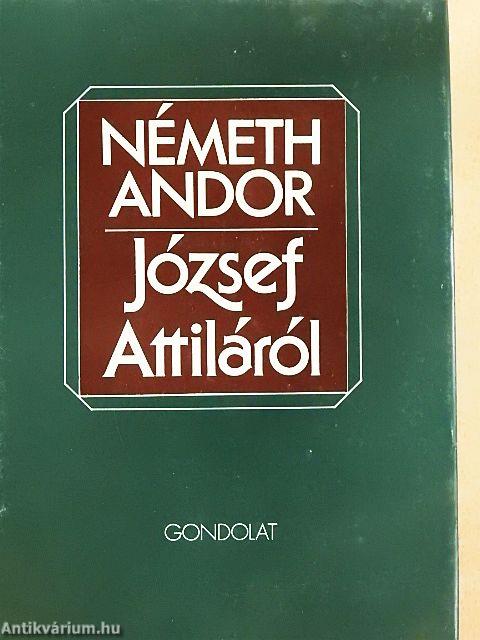 NÉMETH
ANDOR
József
Attiláról
GONDOLAT
Antikvárium.hu